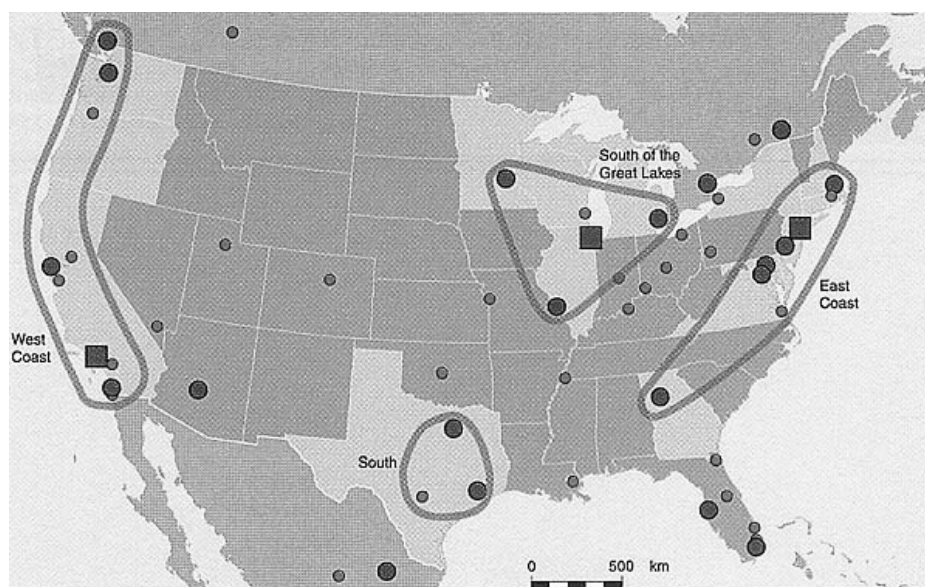 South of the
Great Lakes
East
Coast
West
Coast
South
0 500 km